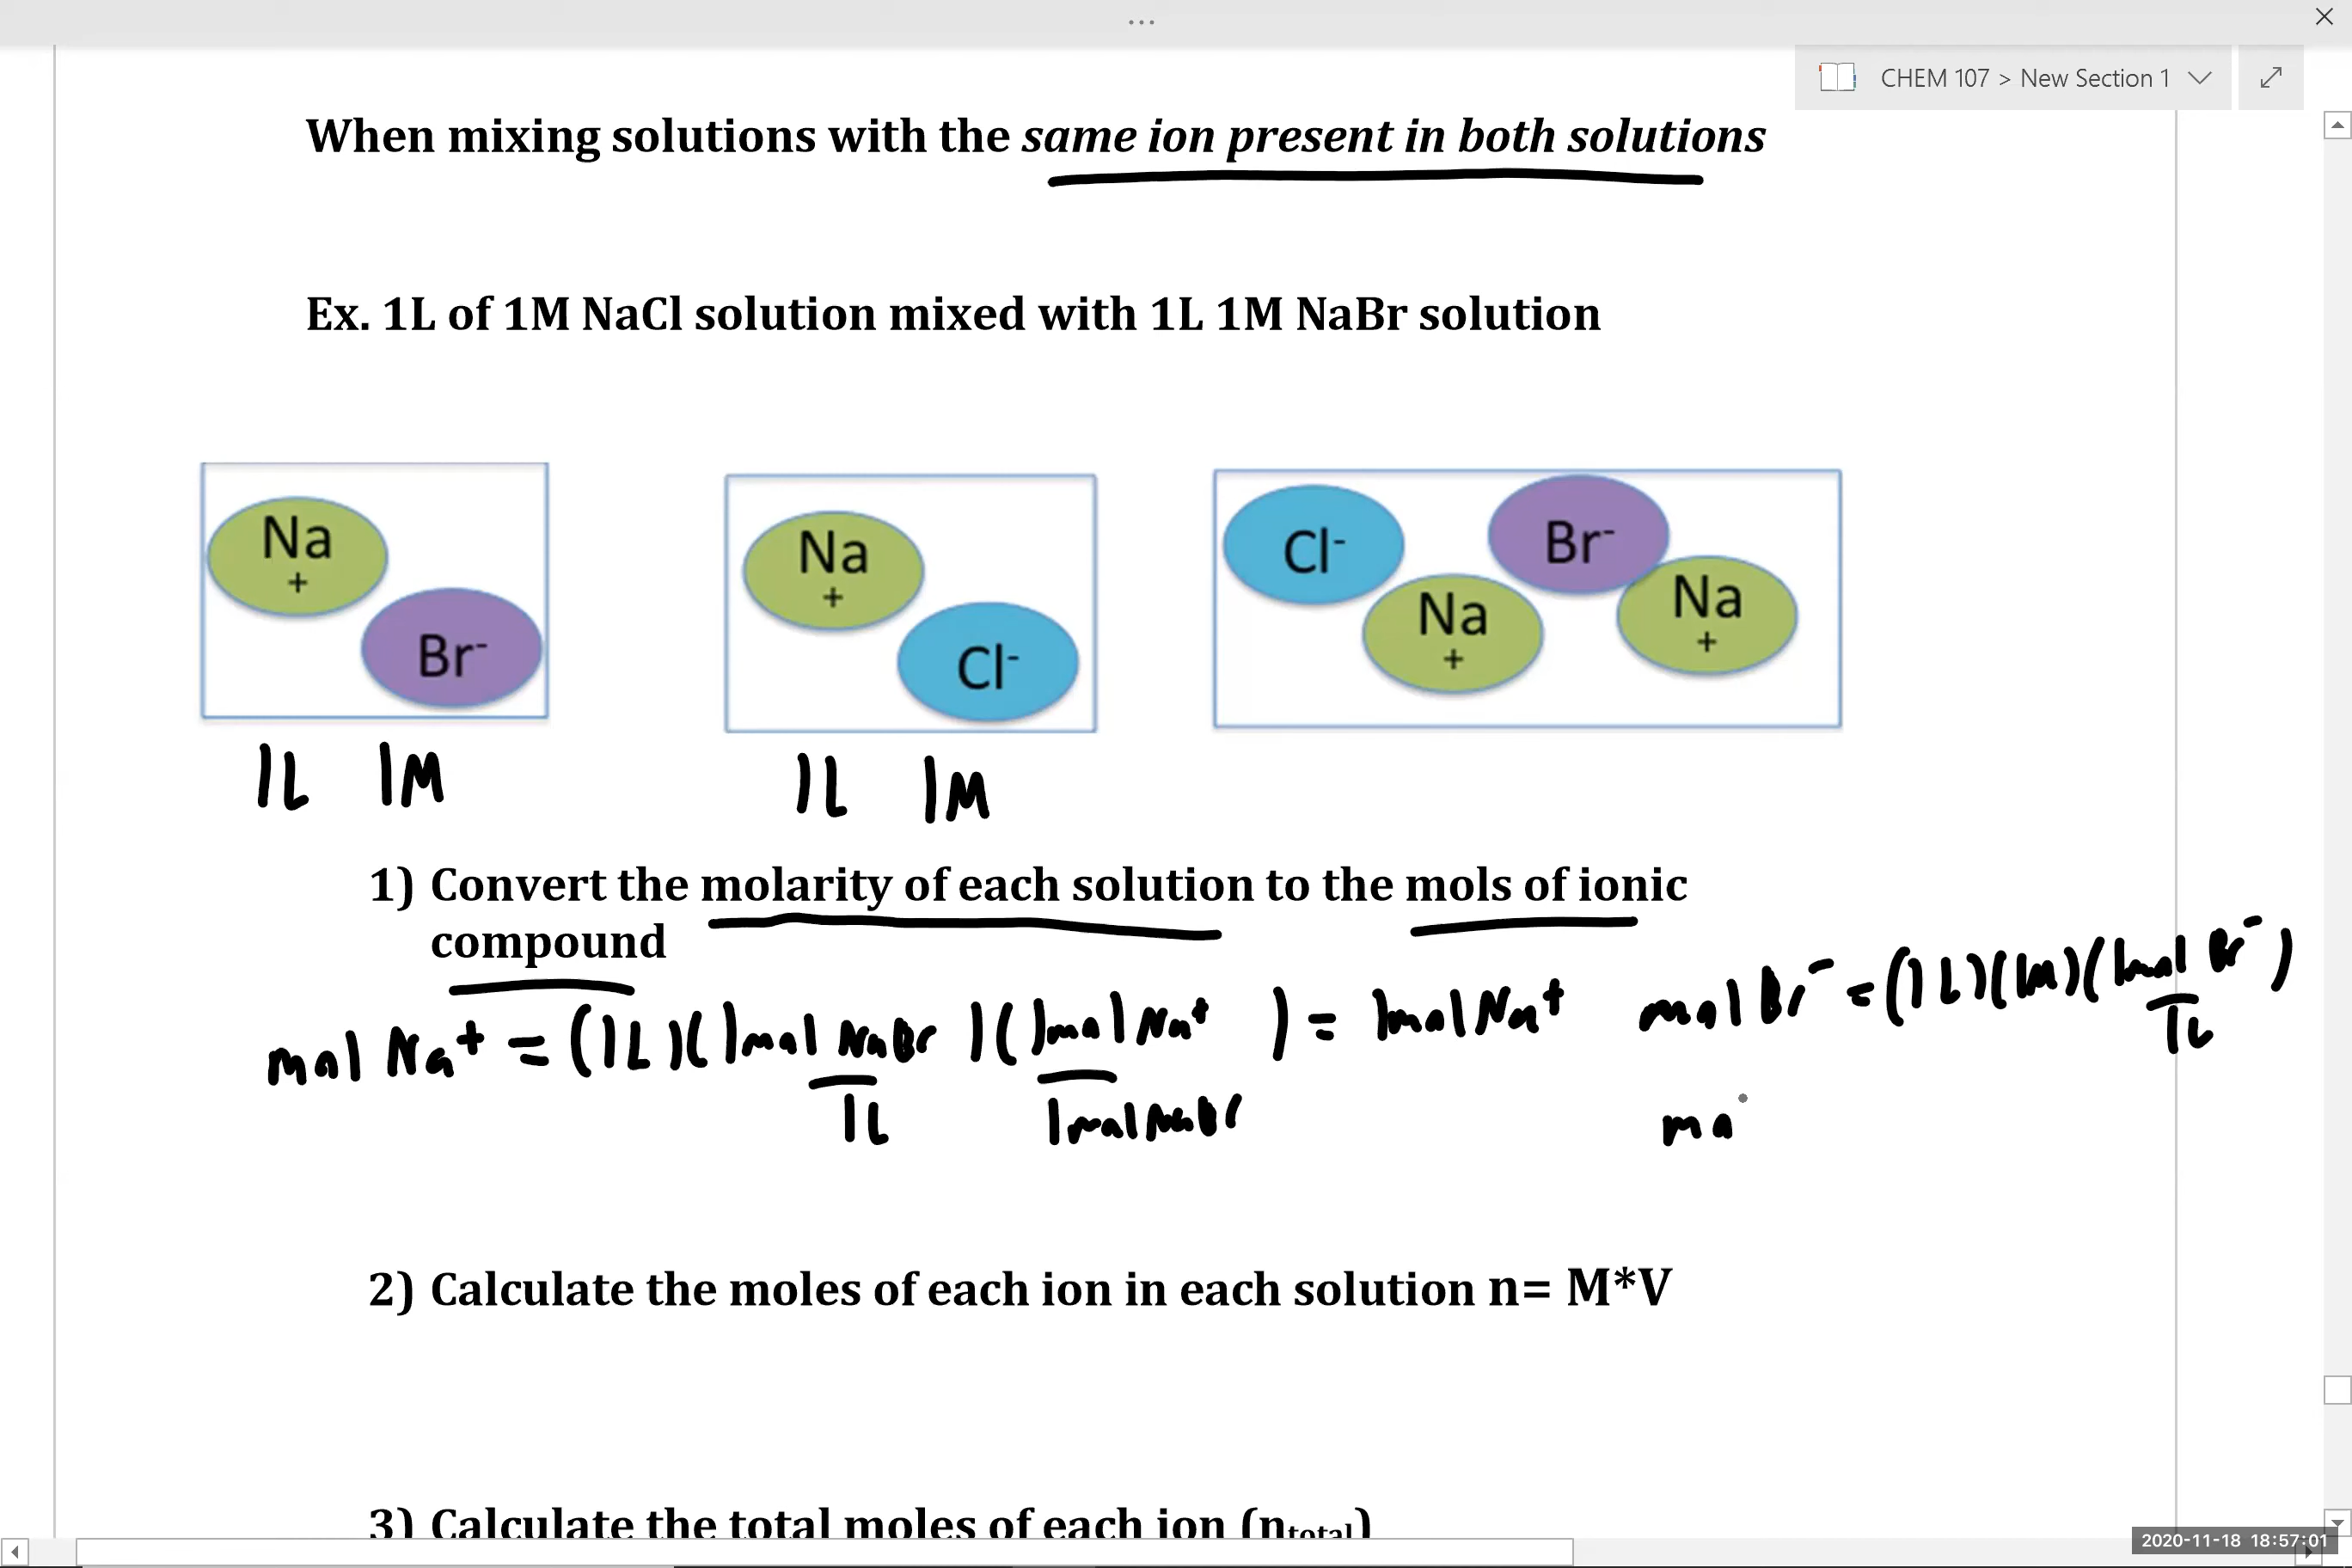 CHEM 107 > New Section 1
When mixing solutions with the same ion present in both solutions
Ex. 1L of 1M NaCl solution mixed with 1L 1M NaBr solution
Na
+
Br⁻
Na
+
Cl⁻
Cl⁻
Br⁻
Na
+
Na
+
1L 1M
1L 1M
1) Convert the molarity of each solution to the mols of ionic
compound
mol Na⁺ = (1L)(1mol NaBr / 1L)(1mol Na⁺ / 1mol NaBr) = 1mol Na⁺
mol Br⁻ = (1L)(1M)(1mol Br⁻ / 1L)
mo
2) Calculate the moles of each ion in each solution n= M*V
3) Calculate the total moles of each ion (n_total)
2020-11-18 18:57:01